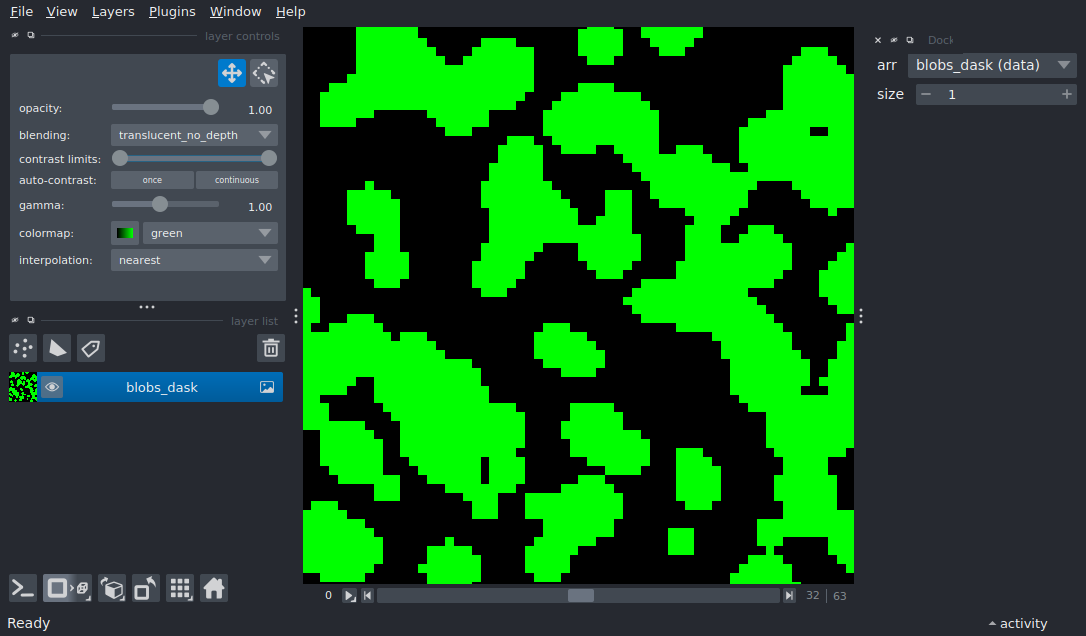 File View Layers Plugins Window Help
layer controls
opacity: 1.00
blending: translucent_no_depth
contrast limits:
auto-contrast: once continuous
gamma: 1.00
colormap: green
interpolation: nearest
layer list
blobs_dask
Dock
arr blobs_dask (data)
size 1
0 32 63
Ready
activity